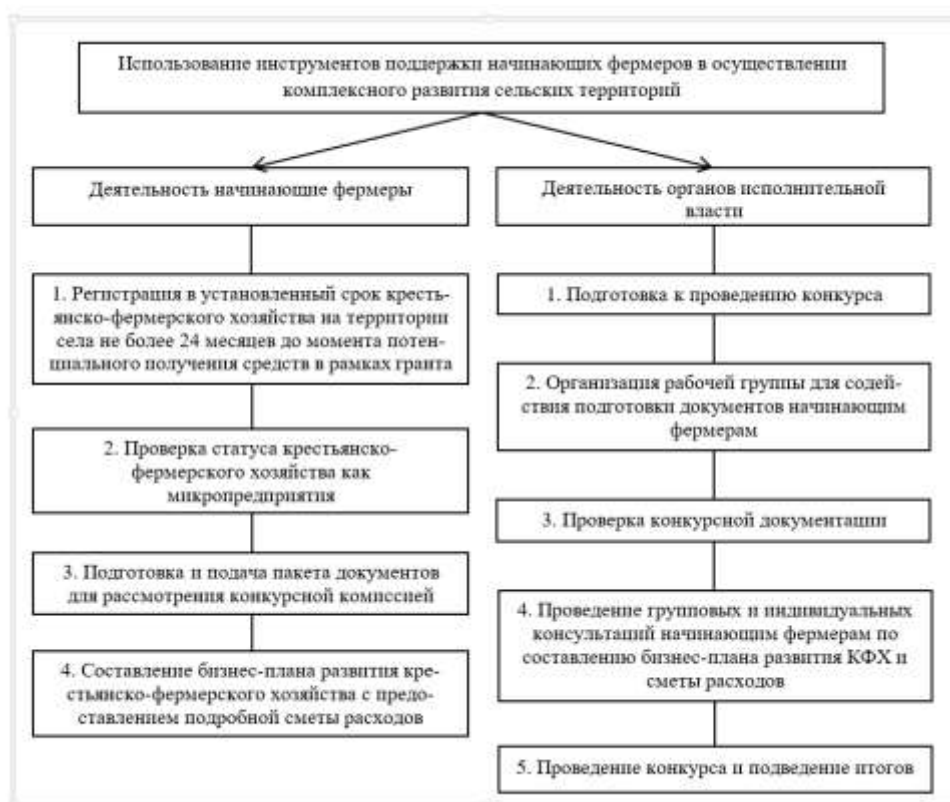 Использование инструментов поддержки начинающих фермеров в осуществлении
комплексного развития сельских территорий
Деятельность начинающие фермеры
Деятельность органов исполнительной
власти
1. Регистрация в установленный срок кресть-
янско-фермерского хозяйства на территории
села не более 24 месяцев до момента потен-
циального получения средств в рамках гранта
2. Проверка статуса крестьянско-
фермерского хозяйства как
микропредприятия
3. Подготовка и подача пакета документов
для рассмотрения конкурсной комиссией
4. Составление бизнес-плана развития кре-
стьянско-фермерского хозяйства с предо-
ставлением подробной сметы расходов
1. Подготовка к проведению конкурса
2. Организация рабочей группы для содей-
ствия подготовки документов начинающим
фермерам
3. Проверка конкурсной документации
4. Проведение групповых и индивидуальных
консультаций начинающим фермерам по
составлению бизнес-плана развития КФХ и
сметы расходов
5. Проведение конкурса и подведение итогов